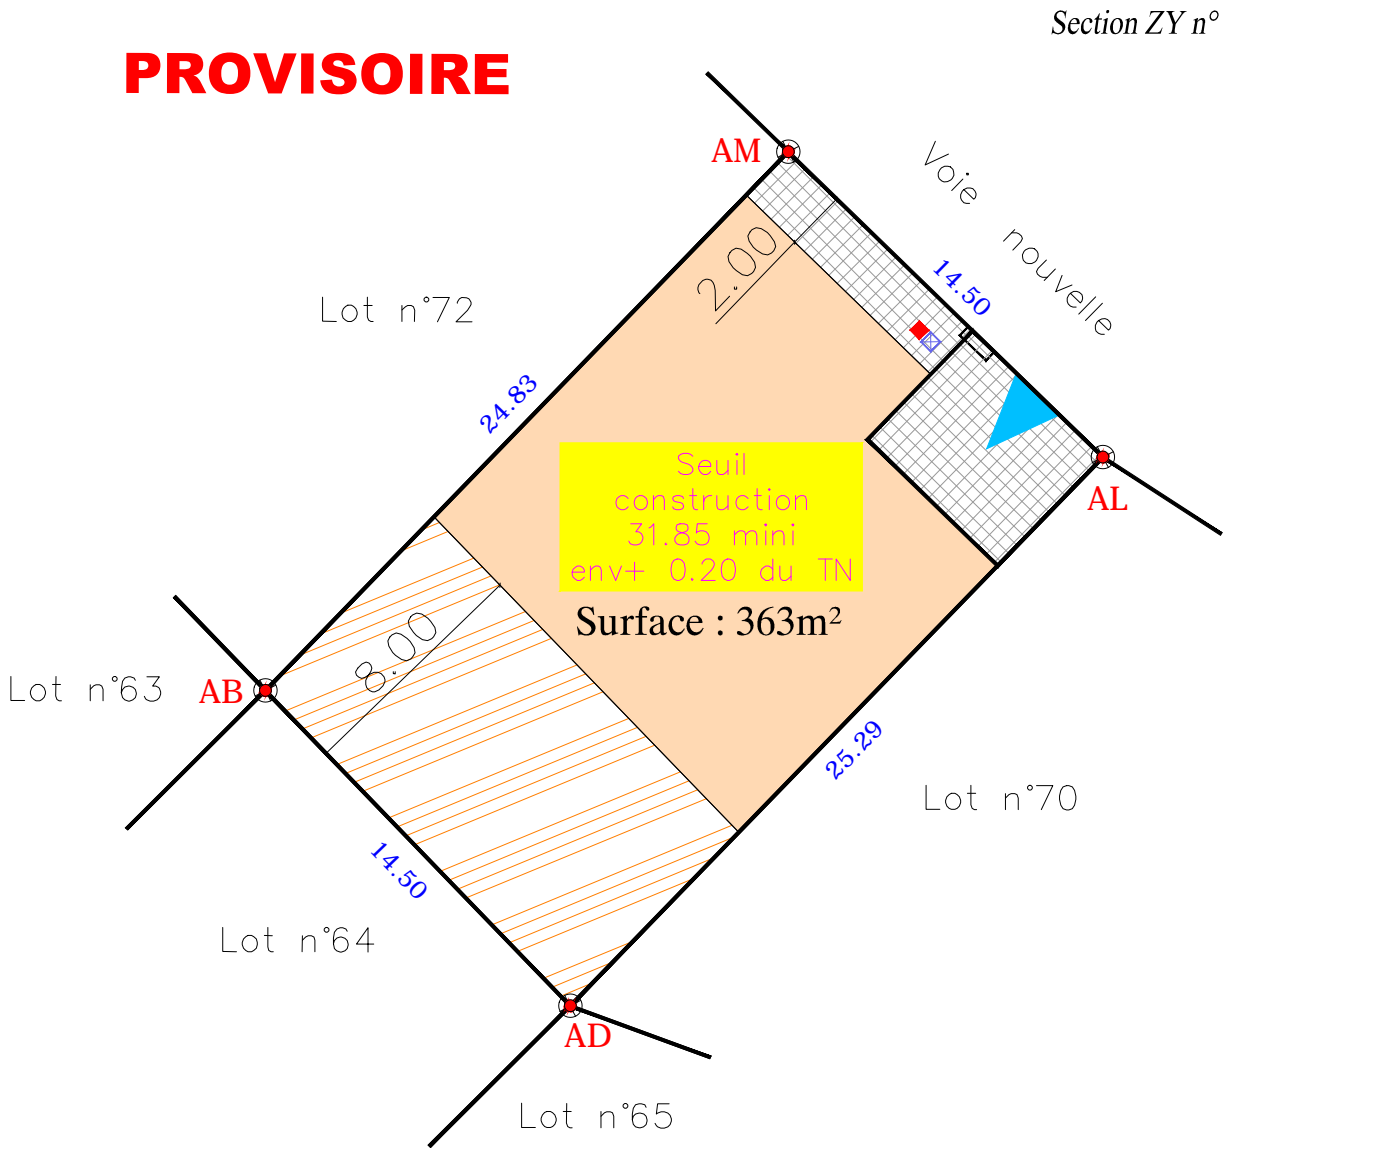 Section ZY n°
PROVISOIRE
AM
Voie nouvelle
2.00
14.50
Lot n°72
24.83
Seuil
construction
31.85 mini
env+ 0.20 du TN
AL
Surface : 363m²
8.00
Lot n°63
AB
25.29
Lot n°70
14.50
Lot n°64
AD
Lot n°65